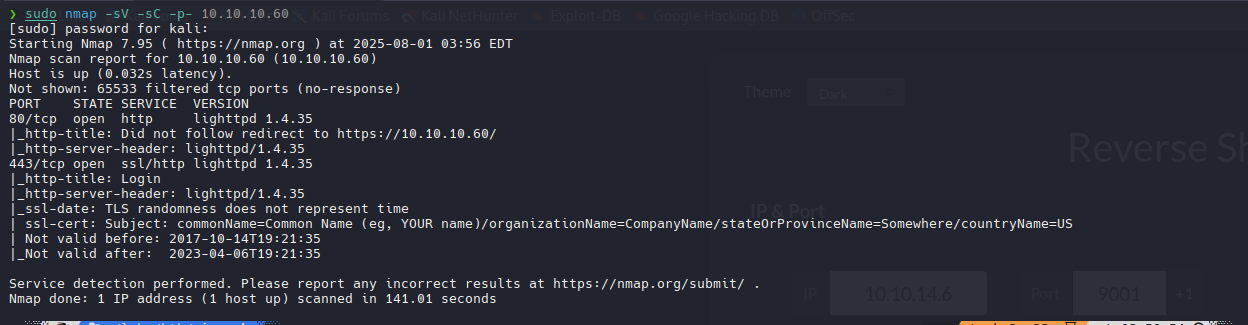 ❯ sudo nmap -sV -sC -p- 10.10.10.60
Kali Forums Kali NetHunter Exploit-DB Google Hacking DB OffSec
[sudo] password for kali:
Starting Nmap 7.95 ( https://nmap.org ) at 2025-08-01 03:56 EDT
Nmap scan report for 10.10.10.60 (10.10.10.60)
Host is up (0.032s latency).
Not shown: 65533 filtered tcp ports (no-response)
Theme Dark
PORT    STATE SERVICE  VERSION
80/tcp  open  http     lighttpd 1.4.35
|_http-title: Did not follow redirect to https://10.10.10.60/
|_http-server-header: lighttpd/1.4.35
Reverse Sh
443/tcp open  ssl/http lighttpd 1.4.35
|_http-title: Login
|_http-server-header: lighttpd/1.4.35
|_ssl-date: TLS randomness does not represent time
IP & Port
| ssl-cert: Subject: commonName=Common Name (eg, YOUR name)/organizationName=CompanyName/stateOrProvinceName=Somewhere/countryName=US
| Not valid before: 2017-10-14T19:21:35
|_Not valid after:  2023-04-06T19:21:35
Service detection performed. Please report any incorrect results at https://nmap.org/submit/ .
IP 10.10.14.6 Port 9001 +1
Nmap done: 1 IP address (1 host up) scanned in 141.01 seconds